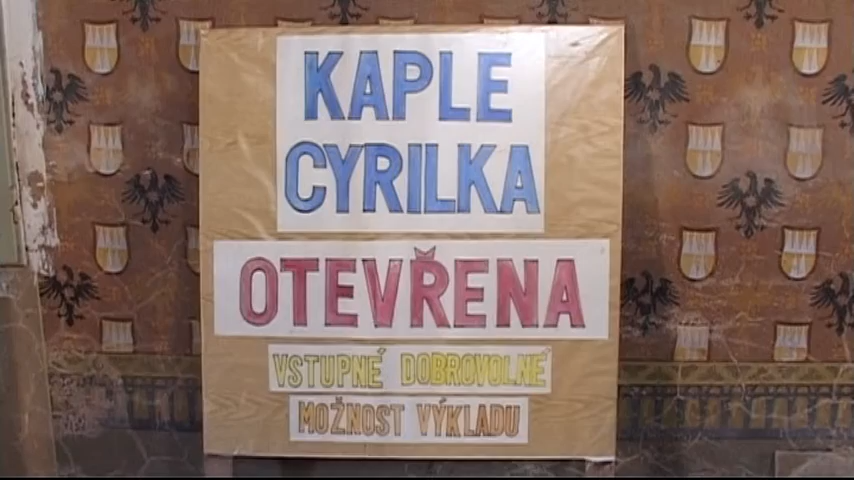 KAPLE
CYRILKA
OTEVŘENA
VSTUPNÉ DOBROVOLNÉ
MOŽNOST VÝKLADU